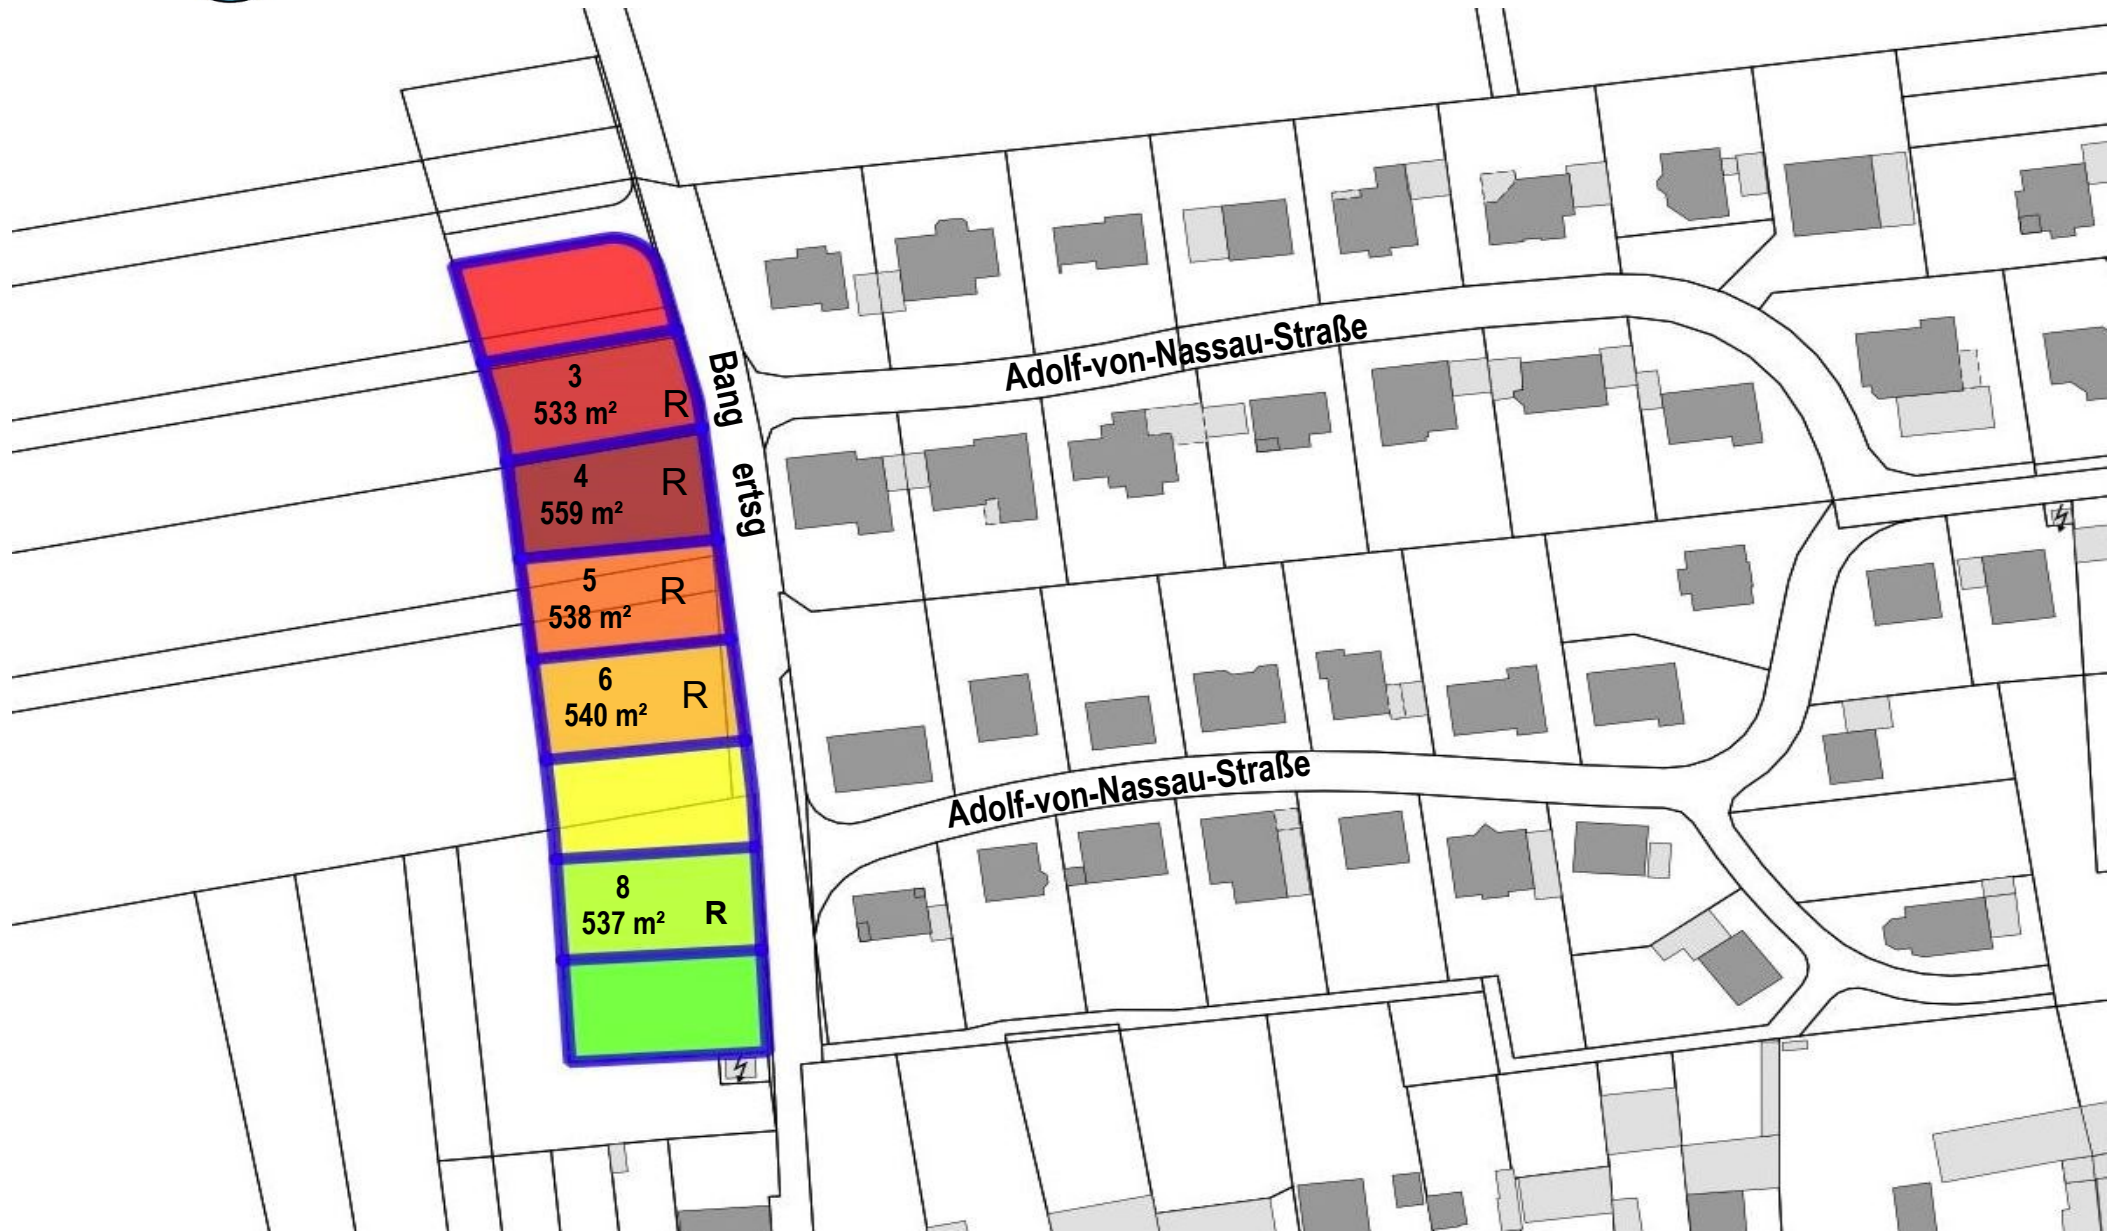 Adolf-von-Nassau-Straße
Bang
ertsg
3
533 m² R
4
559 m² R
5
538 m² R
6
540 m² R
Adolf-von-Nassau-Straße
8
537 m² R